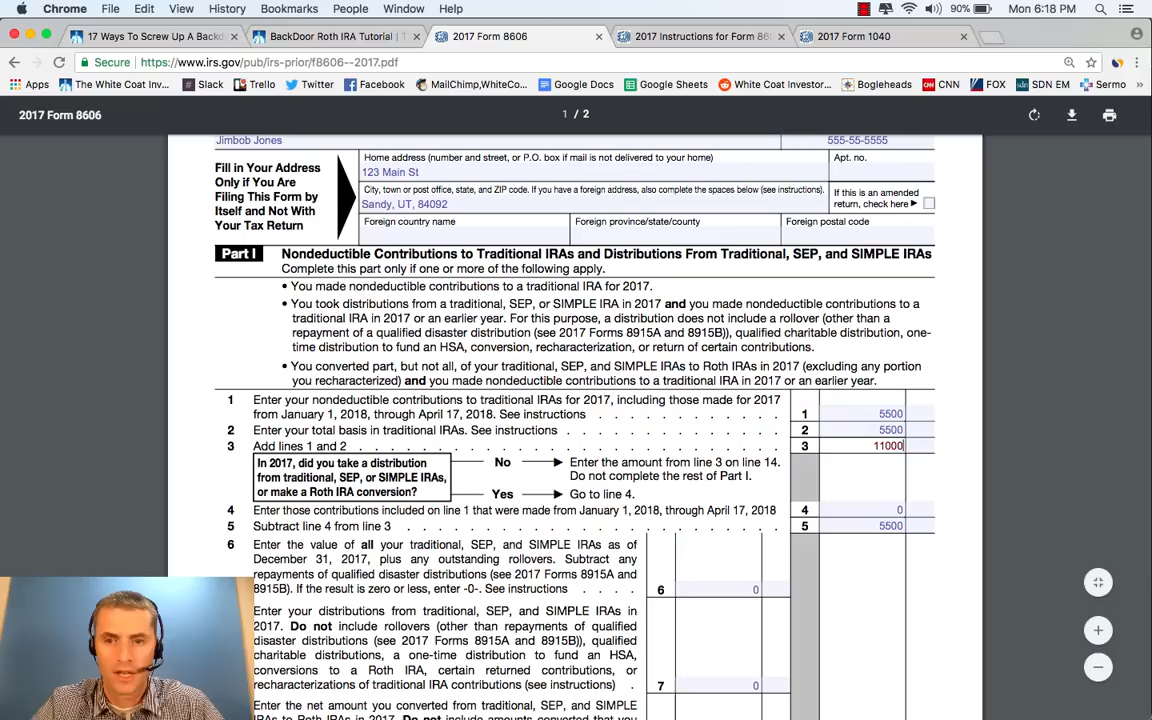 Chrome File Edit View History Bookmarks People Window Help 90% Mon 6:18 PM
17 Ways To Screw Up A Backd BackDoor Roth IRA Tutorial | T 2017 Form 8606 2017 Instructions for Form 86 2017 Form 1040
Secure https://www.irs.gov/pub/irs-prior/f8606--2017.pdf
Apps The White Coat Inv... Slack Trello Twitter Facebook MailChimp,WhiteCo... Google Docs Google Sheets White Coat Investor... Bogleheads CNN FOX SDN EM Sermo »
2017 Form 8606 1 / 2
Jimbob Jones 555-55-5555
Fill in Your Address
Only if You Are
Filing This Form by
Itself and Not With
Your Tax Return
Home address (number and street, or P.O. box if mail is not delivered to your home) Apt. no.
123 Main St
City, town or post office, state, and ZIP code. If you have a foreign address, also complete the spaces below (see instructions). If this is an amended
return, check here
Sandy, UT, 84092
Foreign country name Foreign province/state/county Foreign postal code
Part I Nondeductible Contributions to Traditional IRAs and Distributions From Traditional, SEP, and SIMPLE IRAs
Complete this part only if one or more of the following apply.
• You made nondeductible contributions to a traditional IRA for 2017.
• You took distributions from a traditional, SEP, or SIMPLE IRA in 2017 and you made nondeductible contributions to a
traditional IRA in 2017 or an earlier year. For this purpose, a distribution does not include a rollover (other than a
repayment of a qualified disaster distribution (see 2017 Forms 8915A and 8915B)), qualified charitable distribution, one-
time distribution to fund an HSA, conversion, recharacterization, or return of certain contributions.
• You converted part, but not all, of your traditional, SEP, and SIMPLE IRAs to Roth IRAs in 2017 (excluding any portion
you recharacterized) and you made nondeductible contributions to a traditional IRA in 2017 or an earlier year.
1 Enter your nondeductible contributions to traditional IRAs for 2017, including those made for 2017
from January 1, 2018, through April 17, 2018. See instructions . . . . . . . . . . . . 1 5500
2 Enter your total basis in traditional IRAs. See instructions . . . . . . . . . . . . . . 2 5500
3 Add lines 1 and 2 . . . . . . . . . . . . . . . . . . . . . . . . . . . 3 11000
In 2017, did you take a distribution
from traditional, SEP, or SIMPLE IRAs,
or make a Roth IRA conversion?
No Enter the amount from line 3 on line 14.
Do not complete the rest of Part I.
Yes Go to line 4.
4 Enter those contributions included on line 1 that were made from January 1, 2018, through April 17, 2018 4 0
5 Subtract line 4 from line 3 . . . . . . . . . . . . . . . . . . . . . . . . 5 5500
6 Enter the value of all your traditional, SEP, and SIMPLE IRAs as of
December 31, 2017, plus any outstanding rollovers. Subtract any
repayments of qualified disaster distributions (see 2017 Forms 8915A and
8915B). If the result is zero or less, enter -0-. See instructions . . . . 6 0
Enter your distributions from traditional, SEP, and SIMPLE IRAs in
2017. Do not include rollovers (other than repayments of qualified
disaster distributions (see 2017 Forms 8915A and 8915B)), qualified
charitable distributions, a one-time distribution to fund an HSA,
conversions to a Roth IRA, certain returned contributions, or
recharacterizations of traditional IRA contributions (see instructions) . 7 0
Enter the net amount you converted from traditional, SEP, and SIMPLE
IRAs to Roth IRAs in 2017. Do not include amounts converted that you